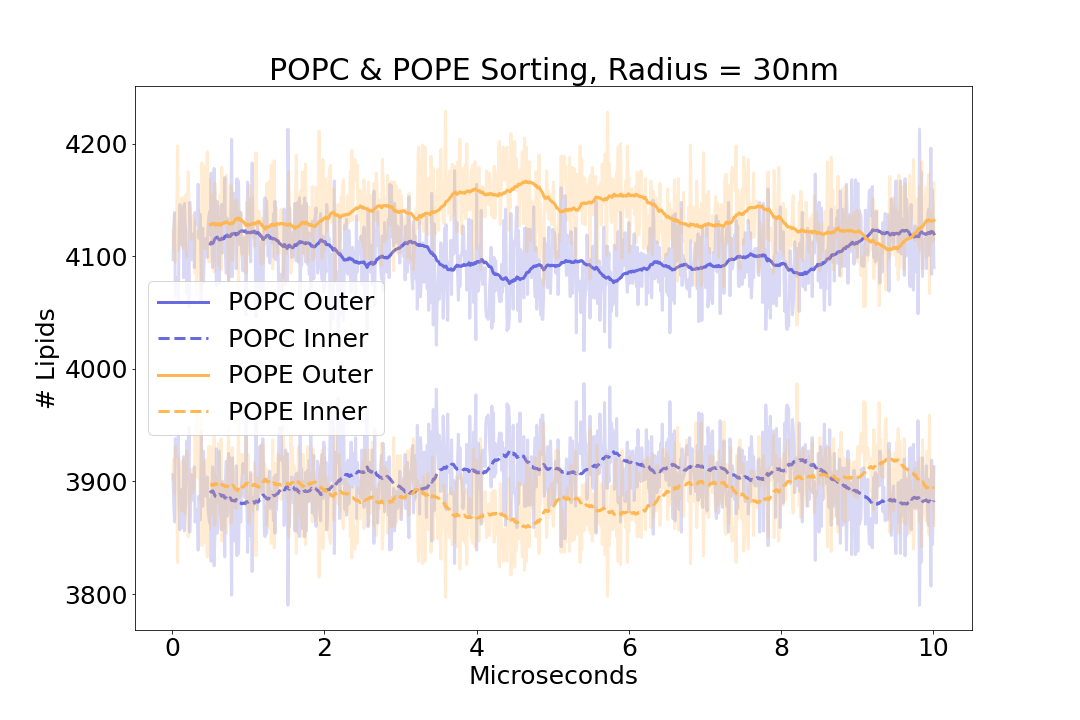 POPC & POPE Sorting, Radius = 30nm
4200
4100
4000
3900
3800
# Lipids
POPC Outer
POPC Inner
POPE Outer
POPE Inner
0 2 4 6 8 10
Microseconds